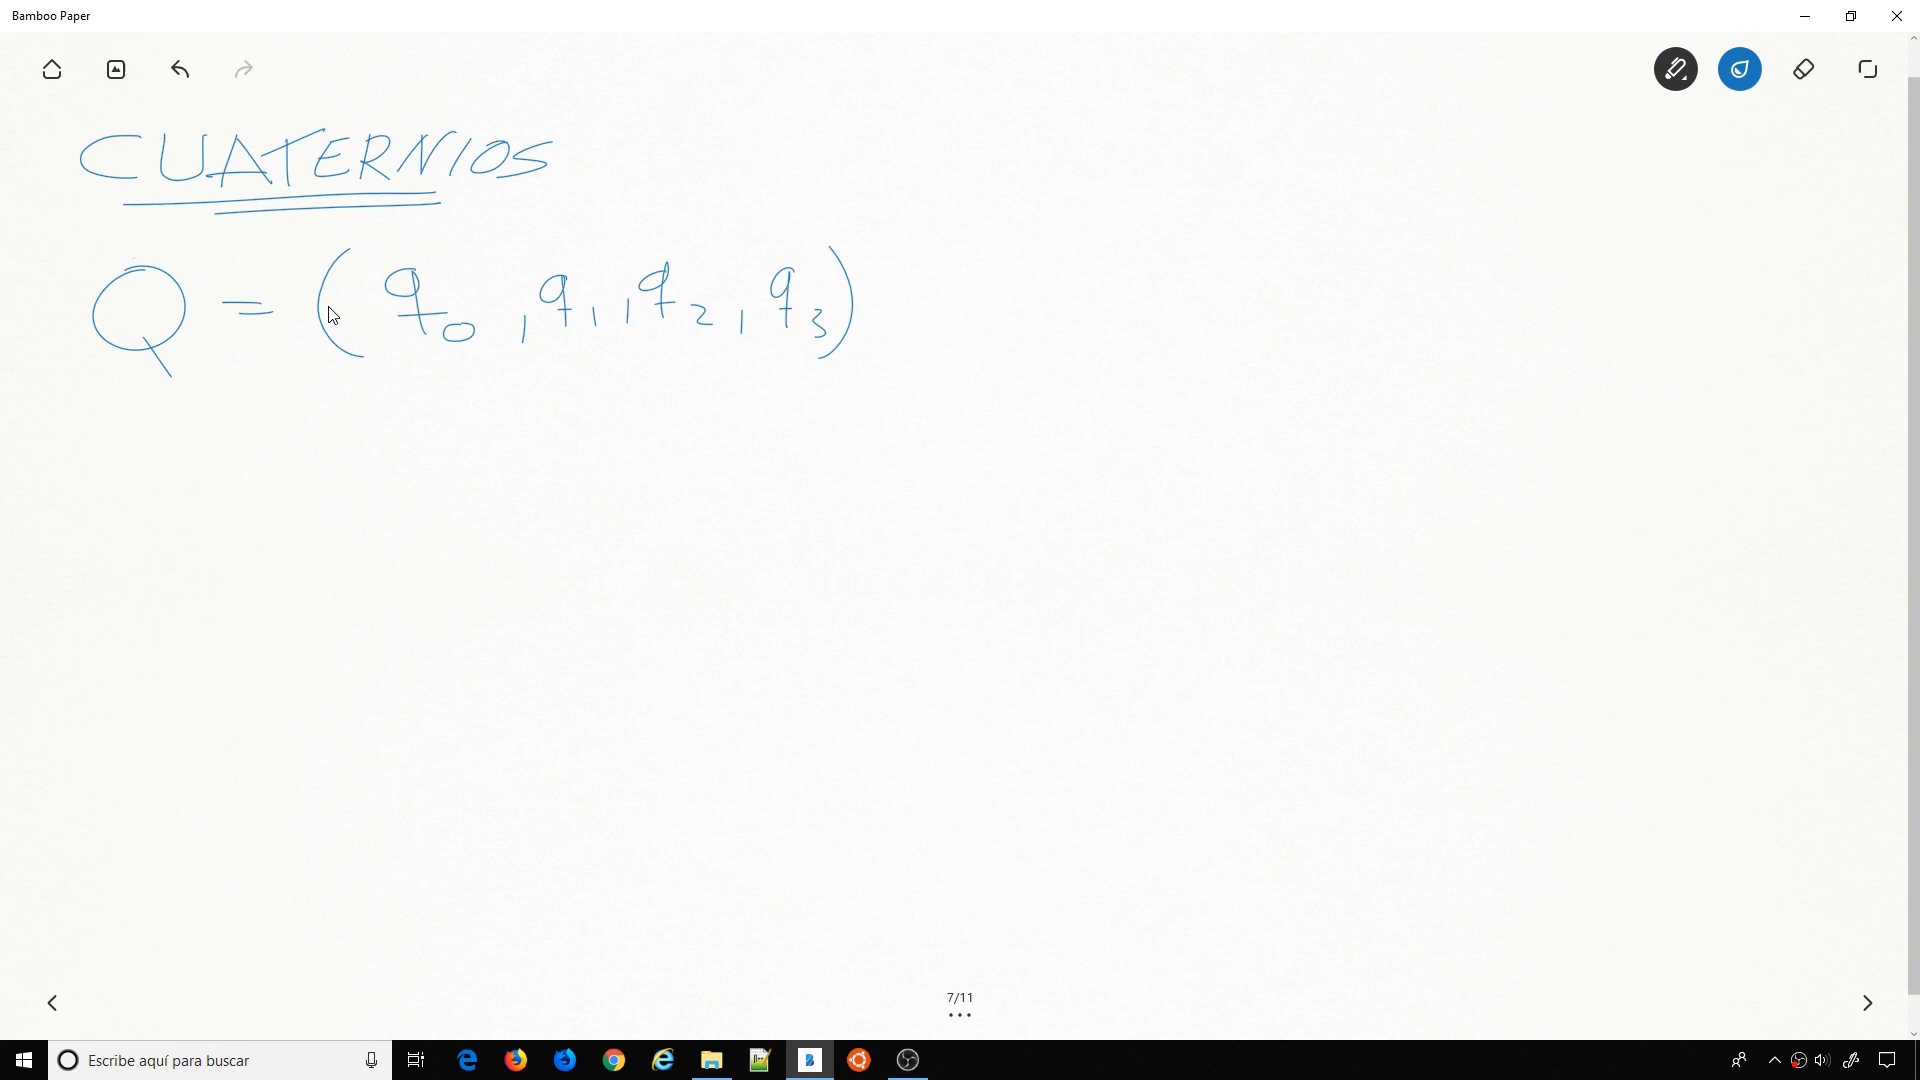 Bamboo Paper
CUATERNIOS
Q = ( q0 , q1 , q2 , q3 )
7/11
Escribe aquí para buscar